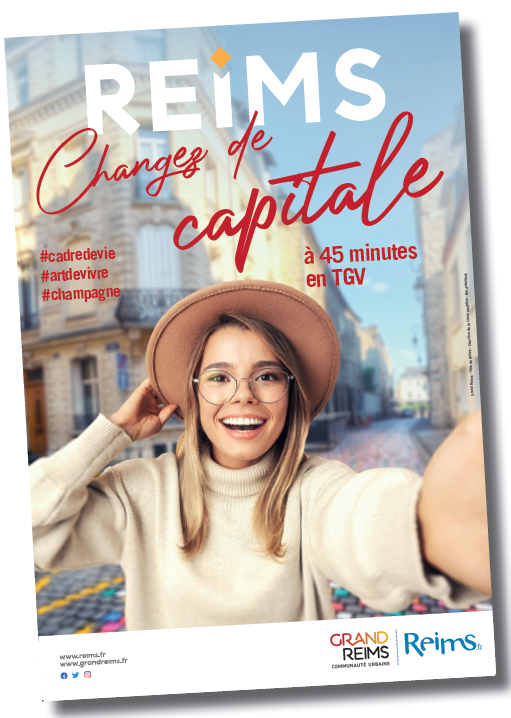 REiMS
Changez de
capitale
#cadredevie
#artdevivre
#champagne
à 45 minutes
en TGV
www.reims.fr
www.grandreims.fr
GRAND
REIMS
COMMUNAUTÉ URBAINE
Reims.fr